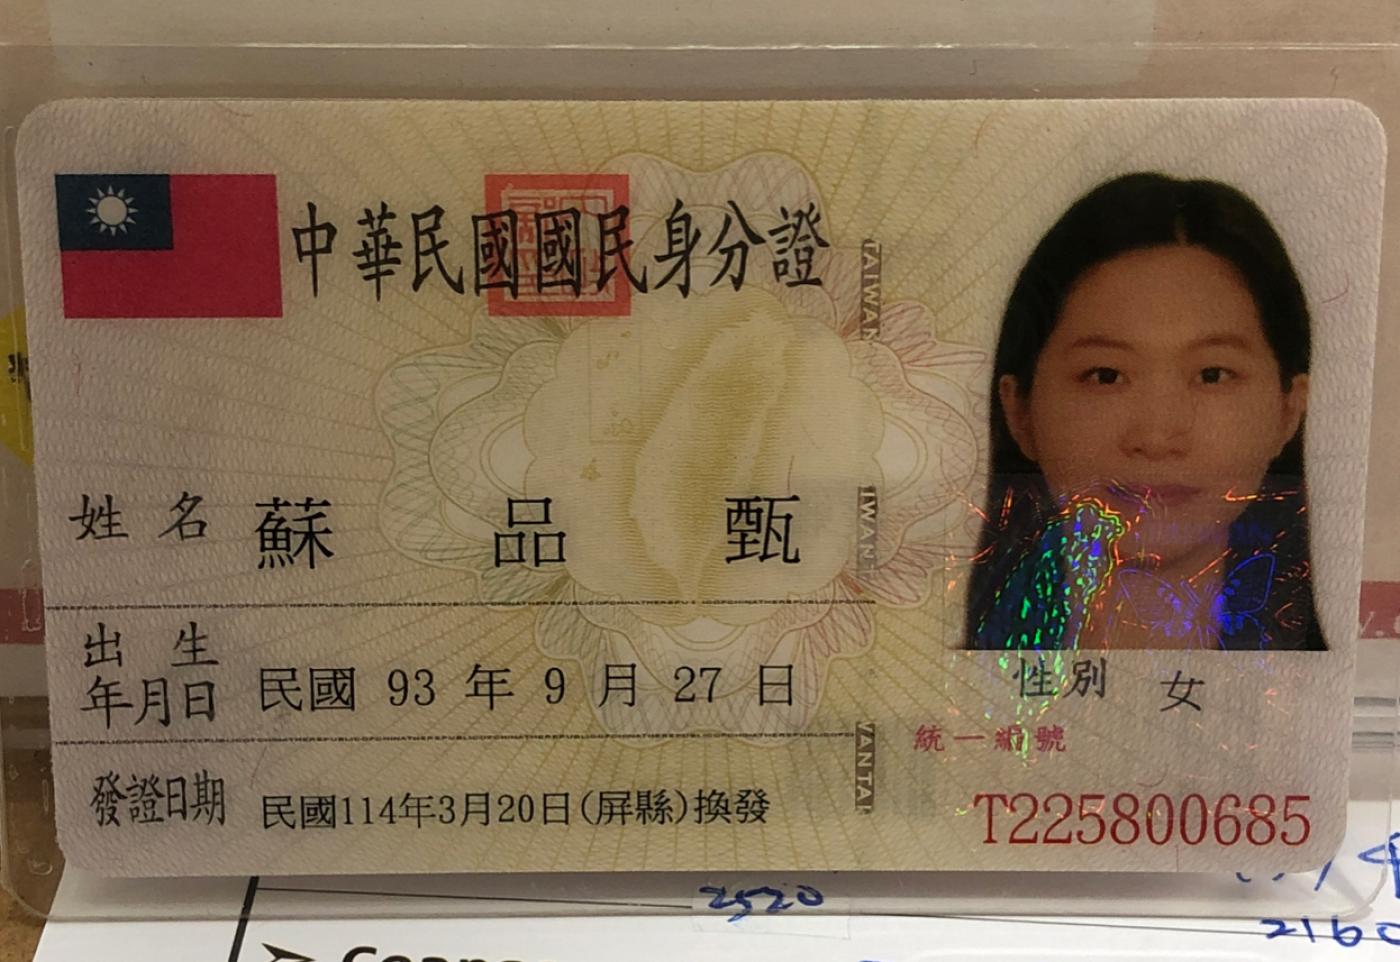 中華民國國民身分證
TAIWAN
姓名 蘇品甄
出生年月日 民國 93 年 9 月 27 日
發證日期 民國114年3月20日(屏縣)換發
性別 女
統一編號
T225800685
2520
2160